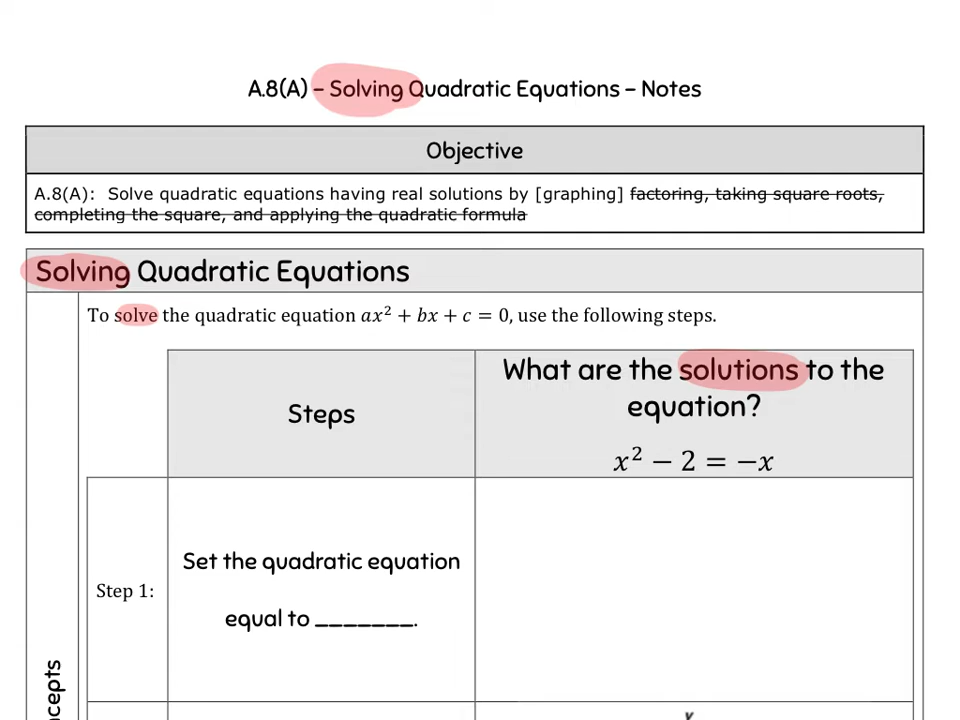 A.8(A) – Solving Quadratic Equations – Notes
Objective
A.8(A): Solve quadratic equations having real solutions by [graphing] factoring, taking square roots,
completing the square, and applying the quadratic formula
Solving Quadratic Equations
To solve the quadratic equation ax² + bx + c = 0, use the following steps.
Steps
What are the solutions to the
equation?
x² − 2 = −x
Step 1:
Set the quadratic equation
equal to _______.
y